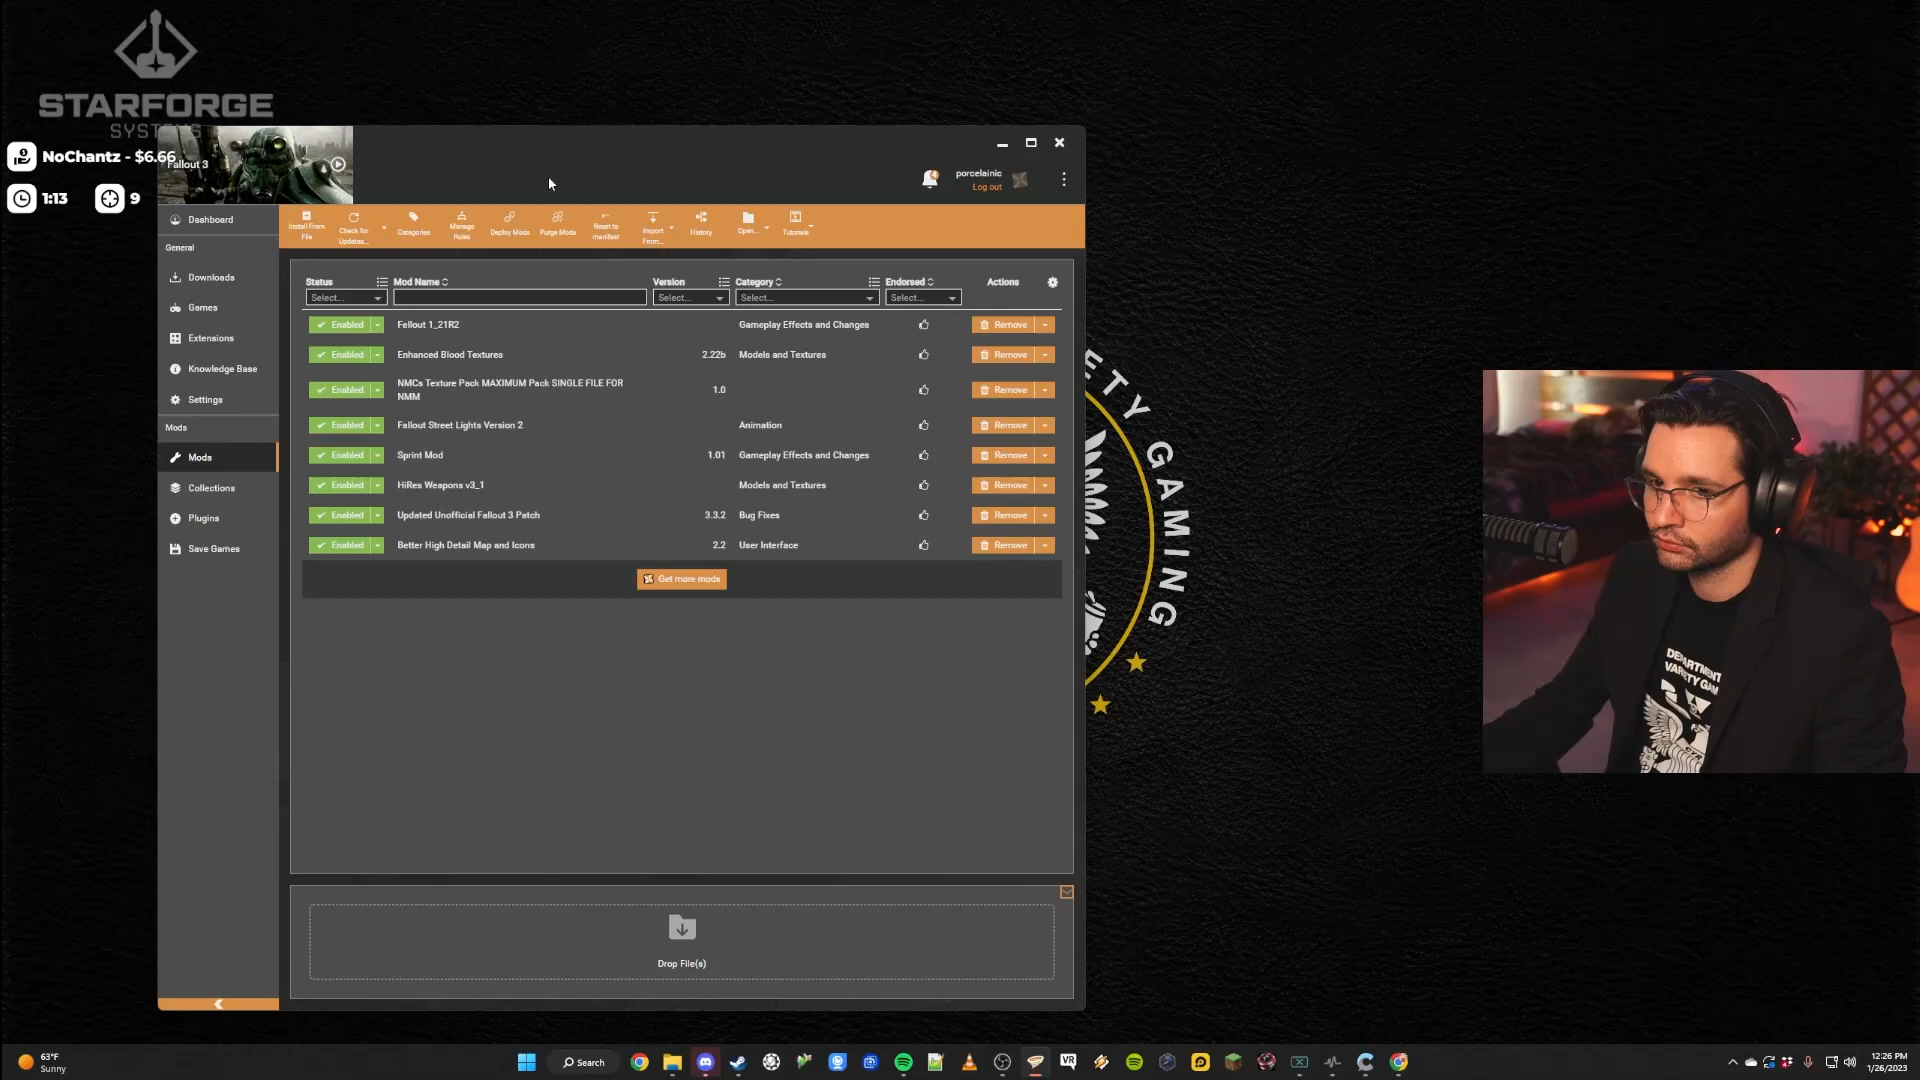 STARFORGE
SYSTEMS
NoChantz - $6.66
1:13
9
Fallout 3
porcelainic
Log out
Dashboard
General
Downloads
Games
Extensions
Knowledge Base
Settings
Mods
Mods
Collections
Plugins
Save Games
Install From File
Check for Updates...
Categories
Manage Rules
Deploy Mods
Purge Mods
Reset to manifest
Import From...
History
Open...
Tutorials
Status
Mod Name
Version
Category
Endorsed
Actions
Select...
Select...
Select...
Select...
Enabled
Fellout 1_21R2
Gameplay Effects and Changes
Remove
Enabled
Enhanced Blood Textures
2.22b
Models and Textures
Remove
Enabled
NMCs Texture Pack MAXIMUM Pack SINGLE FILE FOR
NMM
1.0
Remove
Enabled
Fallout Street Lights Version 2
Animation
Remove
Enabled
Sprint Mod
1.01
Gameplay Effects and Changes
Remove
Enabled
HiRes Weapons v3_1
Models and Textures
Remove
Enabled
Updated Unofficial Fallout 3 Patch
3.3.2
Bug Fixes
Remove
Enabled
Better High Detail Map and Icons
2.2
User Interface
Remove
Get more mods
Drop File(s)
ETY GAMING
DEPARTMENT
VARIETY GAM
63°F
Sunny
Search
VR
12:26 PM
1/26/2023